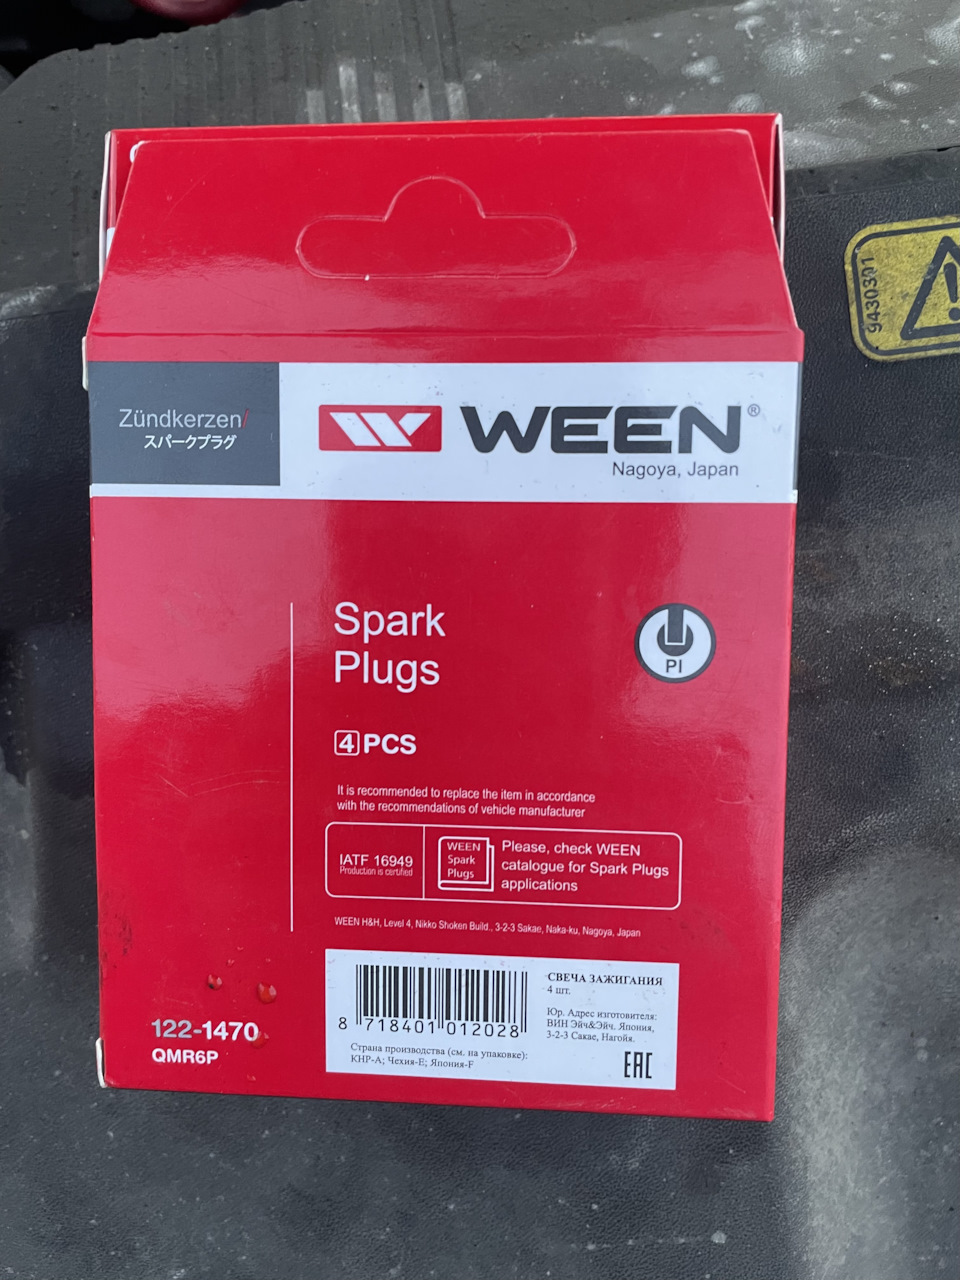 Zündkerzen/
スパークプラグ
WEEN®
Nagoya, Japan
9430301
Spark
Plugs
PI
4 PCS
It is recommended to replace the item in accordance
with the recommendations of vehicle manufacturer
IATF 16949
Production is certified
WEEN
Spark
Plugs
Please, check WEEN
catalogue for Spark Plugs
applications
WEEN H&H, Level 4, Nikko Shoken Build., 3-2-3 Sakae, Naka-ku, Nagoya, Japan
8 718401 012028
СВЕЧА ЗАЖИГАНИЯ
4 шт.
Юр. Адрес изготовителя:
ВИН Эйч&Эйч. Япония,
3-2-3 Сакае, Нагойя.
Страна производства (см. на упаковке):
КНР-A; Чехия-E; Япония-F
EAC
122-1470
QMR6P